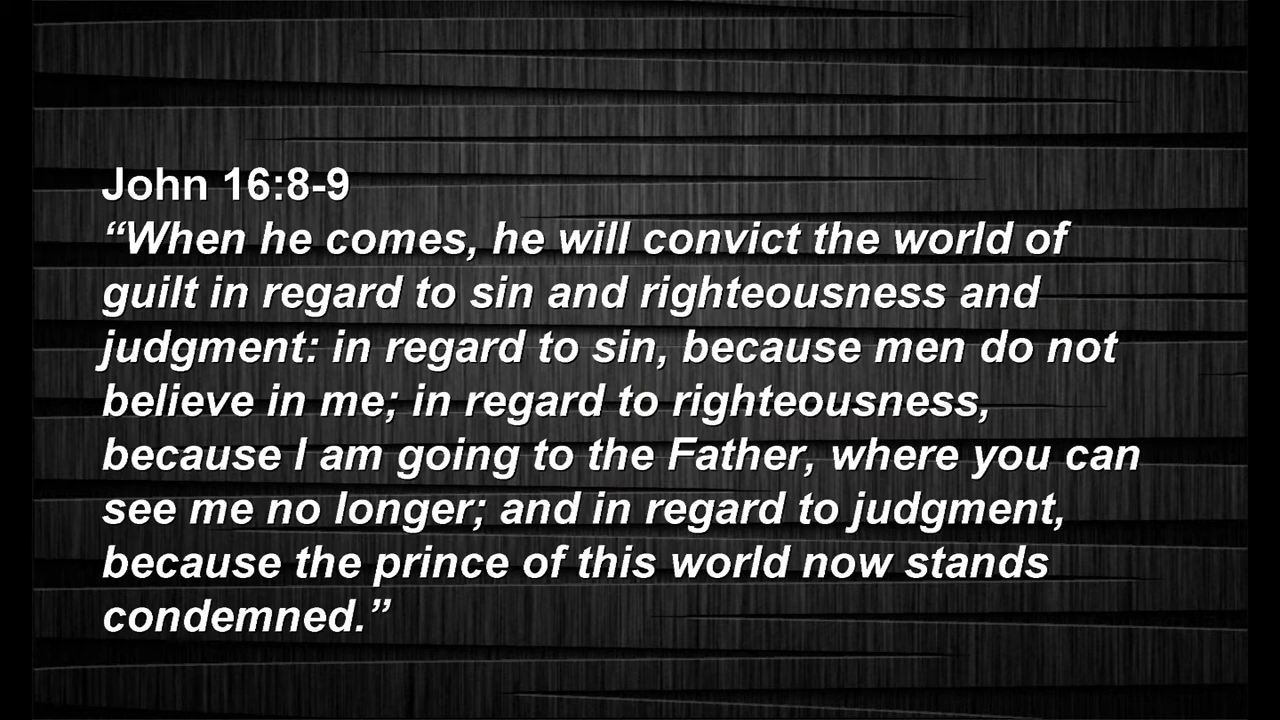 John 16:8-9
“When he comes, he will convict the world of
guilt in regard to sin and righteousness and
judgment: in regard to sin, because men do not
believe in me; in regard to righteousness,
because I am going to the Father, where you can
see me no longer; and in regard to judgment,
because the prince of this world now stands
condemned.”